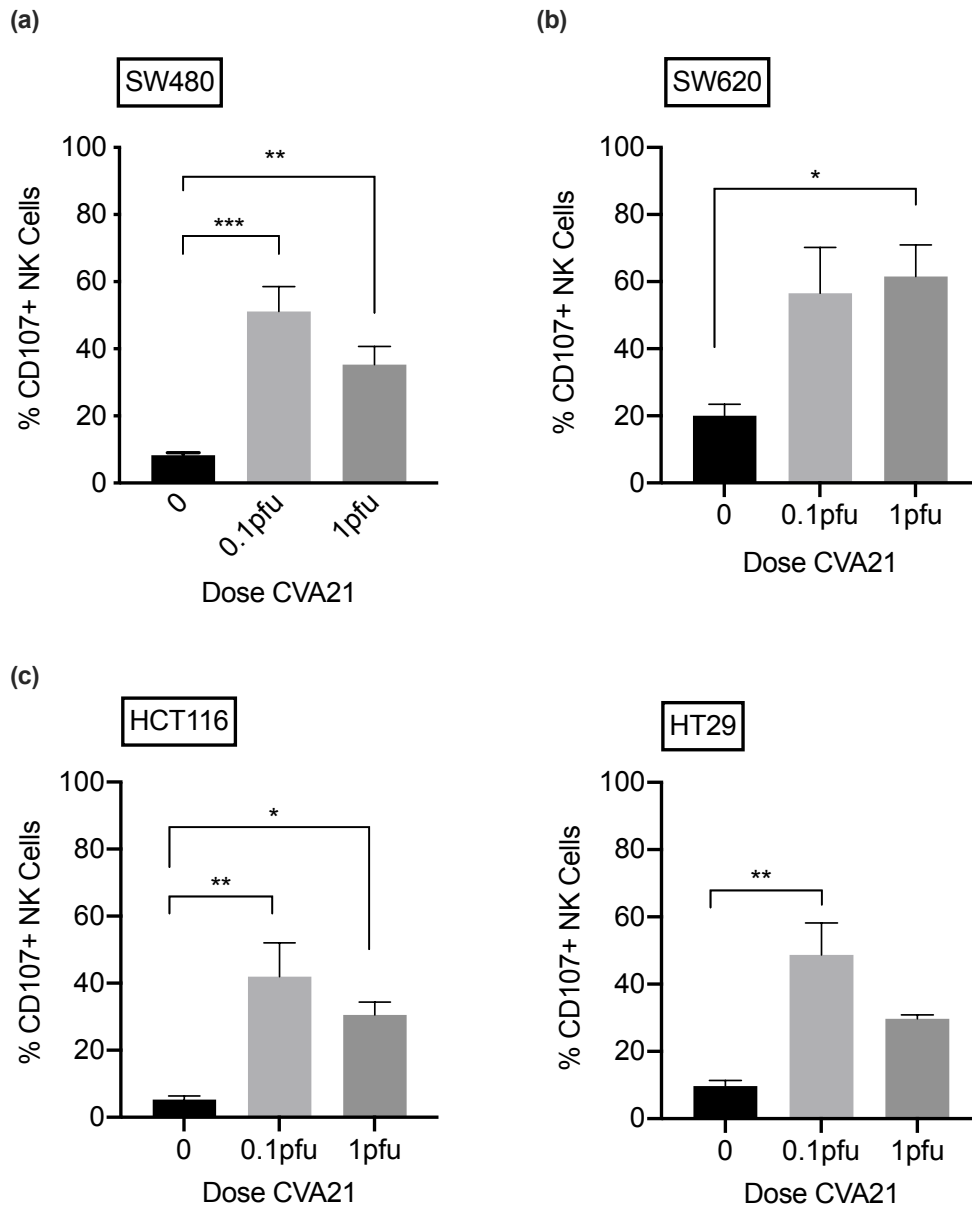 (a)
SW480
% CD107+ NK Cells
100
80
60
40
20
0
**
***
0 0.1pfu 1pfu
Dose CVA21
(b)
SW620
% CD107+ NK Cells
100
80
60
40
20
0
*
0 0.1pfu 1pfu
Dose CVA21
(c)
HCT116
% CD107+ NK Cells
100
80
60
40
20
0
*
**
0 0.1pfu 1pfu
Dose CVA21
HT29
% CD107+ NK Cells
100
80
60
40
20
0
**
0 0.1pfu 1pfu
Dose CVA21